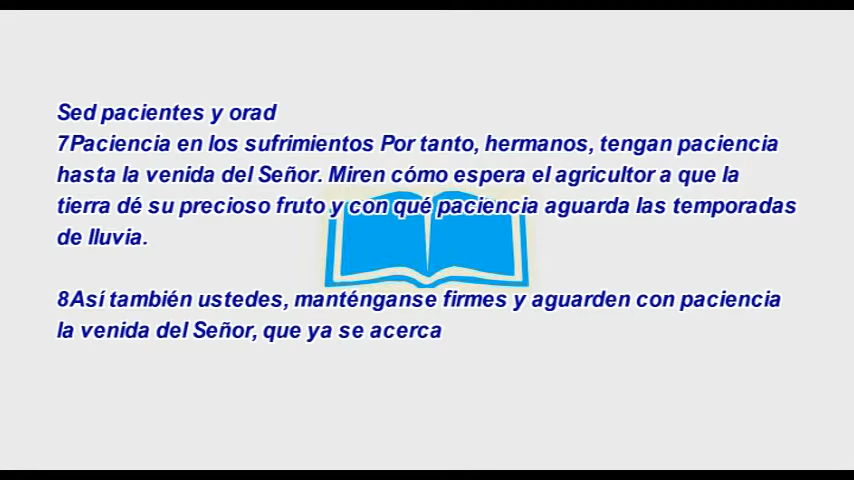 Sed pacientes y orad
7Paciencia en los sufrimientos Por tanto, hermanos, tengan paciencia
hasta la venida del Señor. Miren cómo espera el agricultor a que la
tierra dé su precioso fruto y con qué paciencia aguarda las temporadas
de lluvia.
8Así también ustedes, manténganse firmes y aguarden con paciencia
la venida del Señor, que ya se acerca